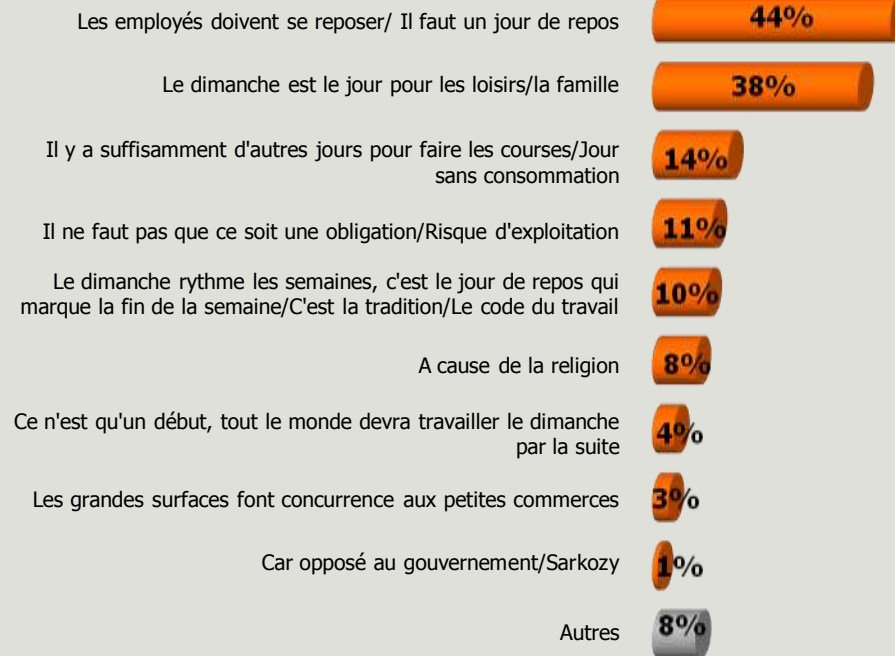 Les employés doivent se reposer/ Il faut un jour de repos
44%
Le dimanche est le jour pour les loisirs/la famille
38%
Il y a suffisamment d'autres jours pour faire les courses/Jour
sans consommation
14%
Il ne faut pas que ce soit une obligation/Risque d'exploitation
11%
Le dimanche rythme les semaines, c'est le jour de repos qui
marque la fin de la semaine/C'est la tradition/Le code du travail
10%
A cause de la religion
8%
Ce n'est qu'un début, tout le monde devra travailler le dimanche
par la suite
4%
Les grandes surfaces font concurrence aux petites commerces
3%
Car opposé au gouvernement/Sarkozy
1%
Autres
8%